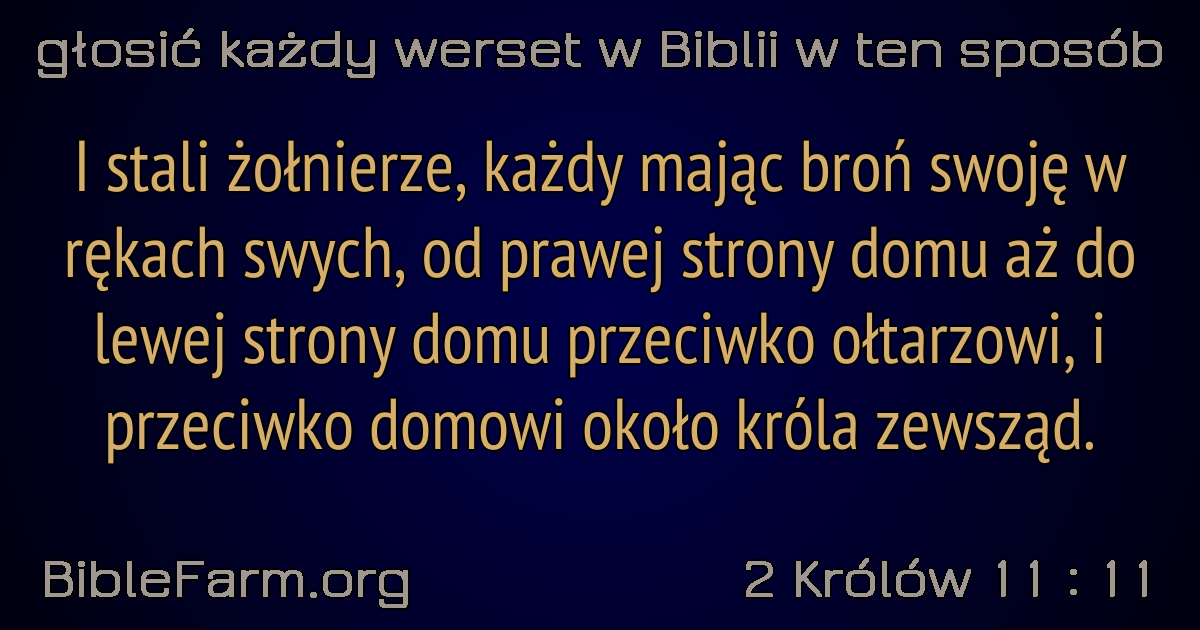 głosić każdy werset w Biblii w ten sposób
I stali żołnierze, każdy mając broń swoję w
rękach swych, od prawej strony domu aż do
lewej strony domu przeciwko ołtarzowi, i
przeciwko domowi około króla zewsząd.
BibleFarm.org
2 Królów 11 : 11